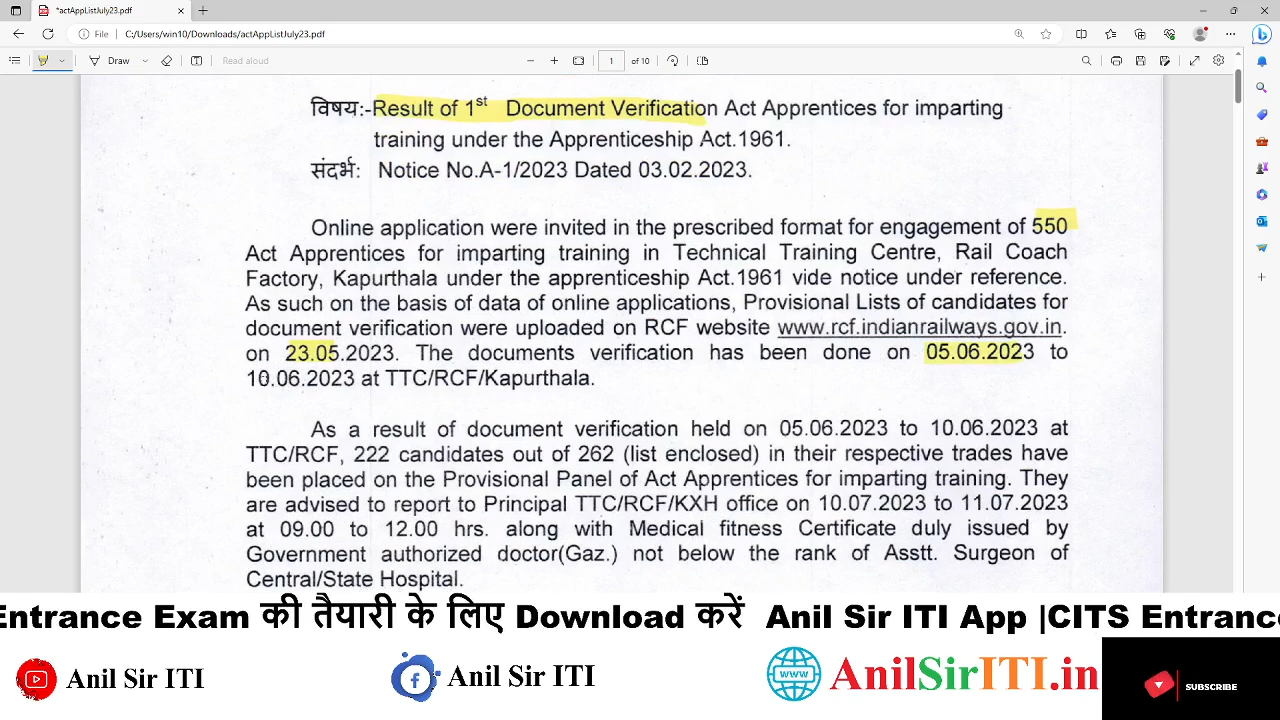 *actAppListJuly23.pdf
File C:/Users/win10/Downloads/actAppListJuly23.pdf
Draw Read aloud 1 of 10
विषय:-Result of 1st Document Verification Act Apprentices for imparting
training under the Apprenticeship Act.1961.
संदर्भ: Notice No.A-1/2023 Dated 03.02.2023.
Online application were invited in the prescribed format for engagement of 550
Act Apprentices for imparting training in Technical Training Centre, Rail Coach
Factory, Kapurthala under the apprenticeship Act.1961 vide notice under reference.
As such on the basis of data of online applications, Provisional Lists of candidates for
document verification were uploaded on RCF website www.rcf.indianrailways.gov.in.
on 23.05.2023. The documents verification has been done on 05.06.2023 to
10.06.2023 at TTC/RCF/Kapurthala.
As a result of document verification held on 05.06.2023 to 10.06.2023 at
TTC/RCF, 222 candidates out of 262 (list enclosed) in their respective trades have
been placed on the Provisional Panel of Act Apprentices for imparting training. They
are advised to report to Principal TTC/RCF/KXH office on 10.07.2023 to 11.07.2023
at 09.00 to 12.00 hrs. along with Medical fitness Certificate duly issued by
Government authorized doctor(Gaz.) not below the rank of Asstt. Surgeon of
Central/State Hospital.
Entrance Exam की तैयारी के लिए Download करें Anil Sir ITI App |CITS Entrance
Anil Sir ITI Anil Sir ITI www AnilSirITI.in SUBSCRIBE